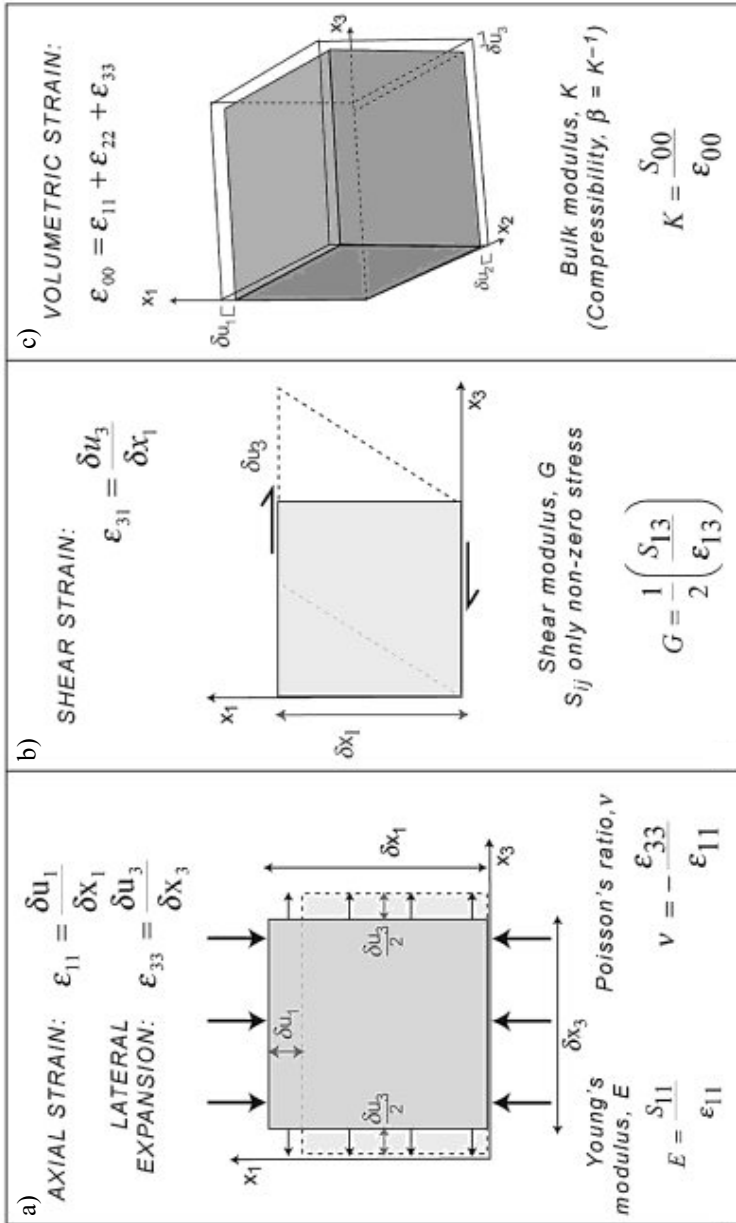 a)
AXIAL STRAIN: ε₁₁ = δu₁ / δx₁
LATERAL
EXPANSION: ε₃₃ = δu₃ / δx₃
x₁
δu₁
δx₁
δu₃/2
δu₃/2
x₃
δx₃
Young's
modulus, E
E = S₁₁ / ε₁₁
Poisson's ratio,ν
ν = - ε₃₃ / ε₁₁
b)
SHEAR STRAIN:
ε₃₁ = δu₃ / δx₁
x₁
δu₃
δx₁
x₃
Shear modulus, G
Sij only non-zero stress
G = 1/2 (S₁₃ / ε₁₃)
c)
VOLUMETRIC STRAIN:
ε₀₀ = ε₁₁ + ε₂₂ + ε₃₃
x₁
δu₁
x₃
δu₃
δu₂
x₂
Bulk modulus, K
(Compressibility, β = K⁻¹)
K = S₀₀ / ε₀₀